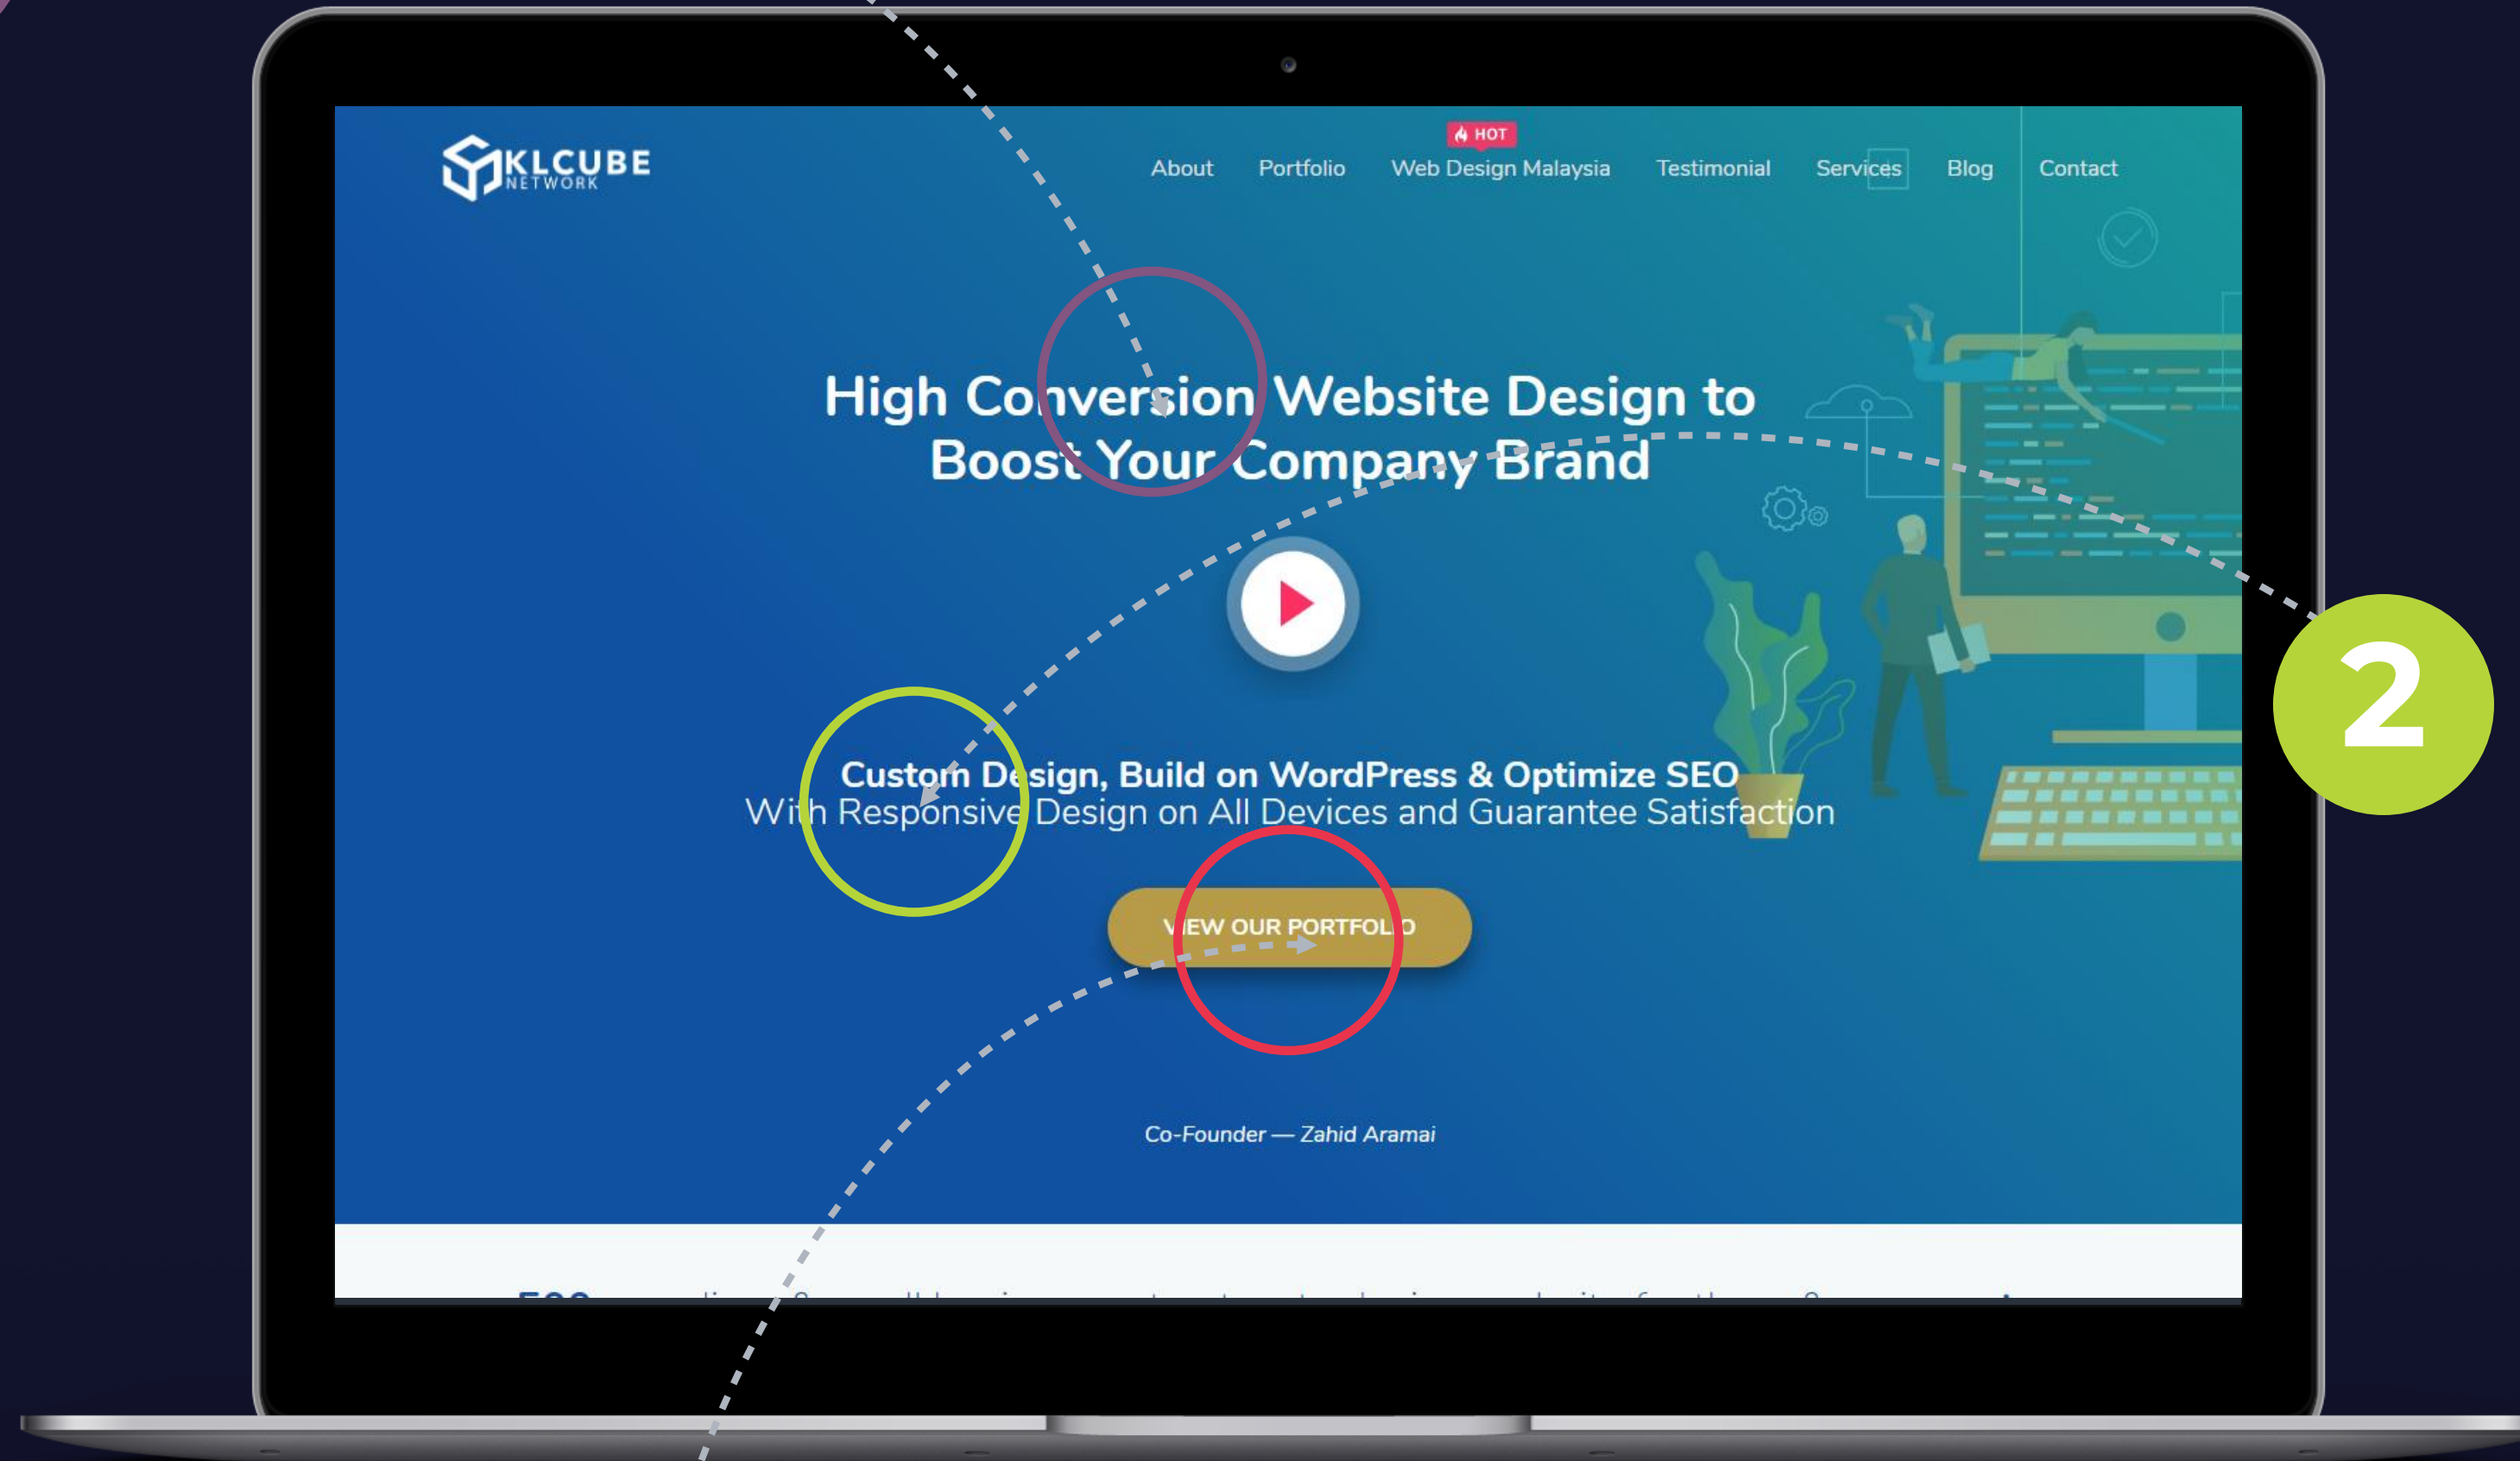 KLCUBE
NETWORK
HOT
About Portfolio Web Design Malaysia Testimonial Services Blog Contact
High Conversion Website Design to
Boost Your Company Brand
2
Custom Design, Build on WordPress & Optimize SEO
With Responsive Design on All Devices and Guarantee Satisfaction
VIEW OUR PORTFOLIO
Co-Founder — Zahid Aramai